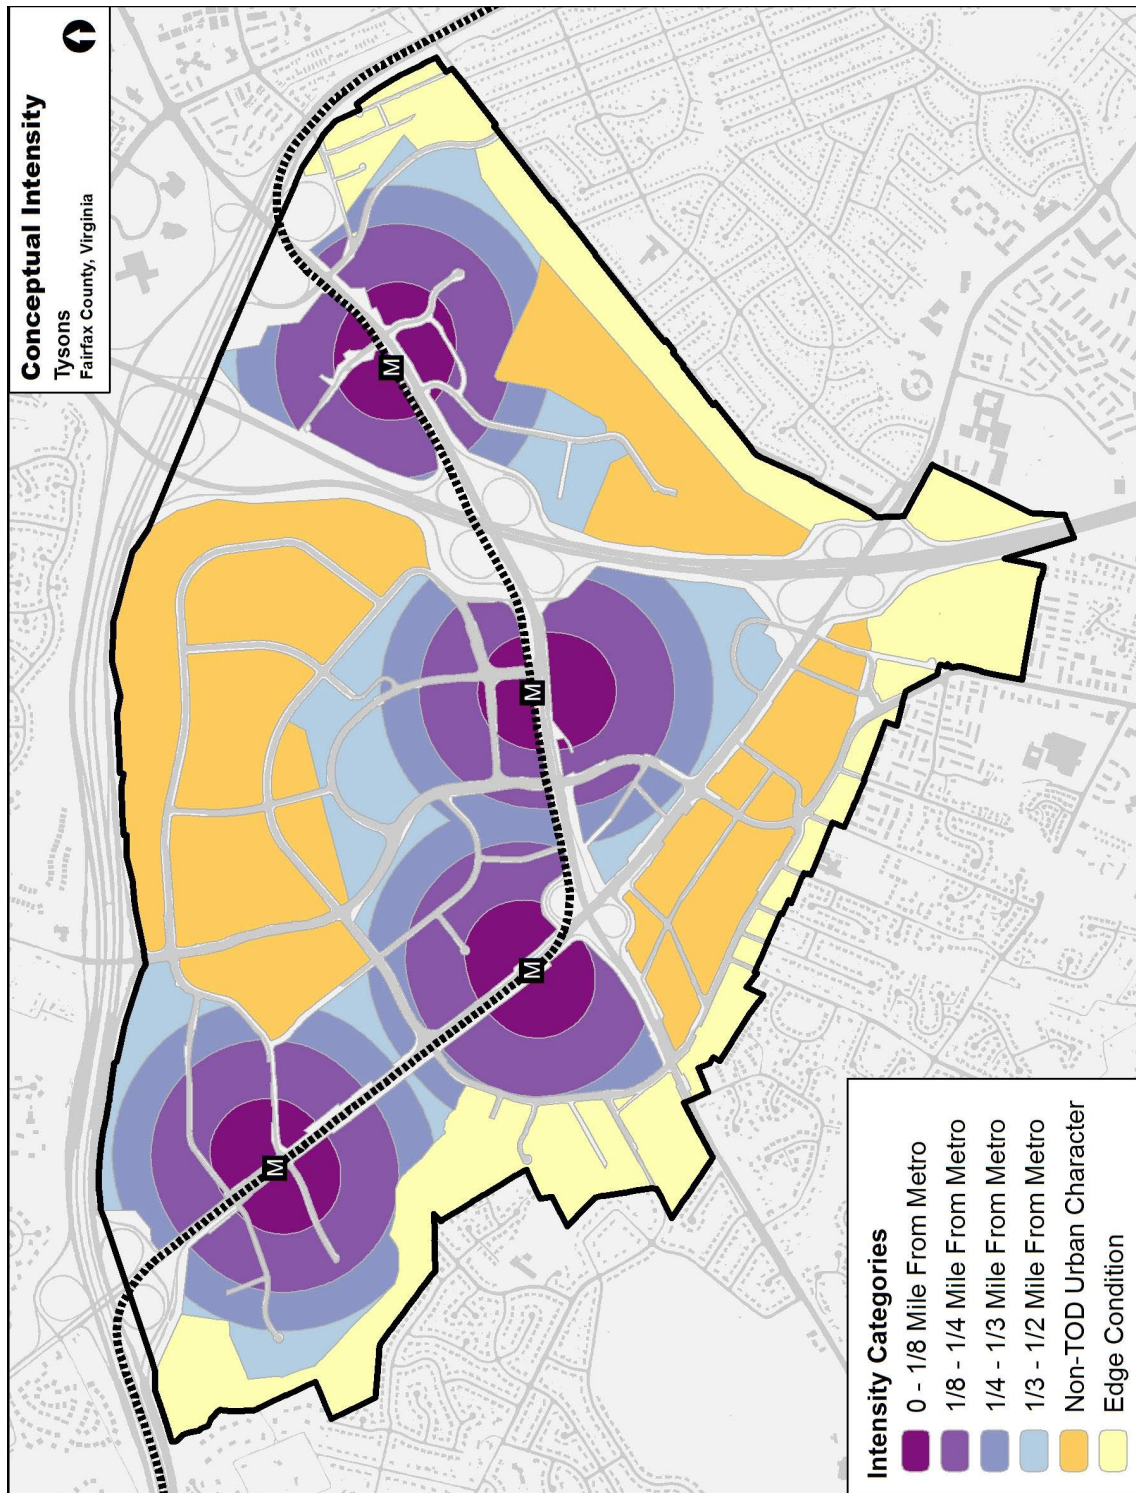 Conceptual Intensity
Tysons
Fairfax County, Virginia
M
M
M
M
Intensity Categories
0 - 1/8 Mile From Metro
1/8 - 1/4 Mile From Metro
1/4 - 1/3 Mile From Metro
1/3 - 1/2 Mile From Metro
Non-TOD Urban Character
Edge Condition